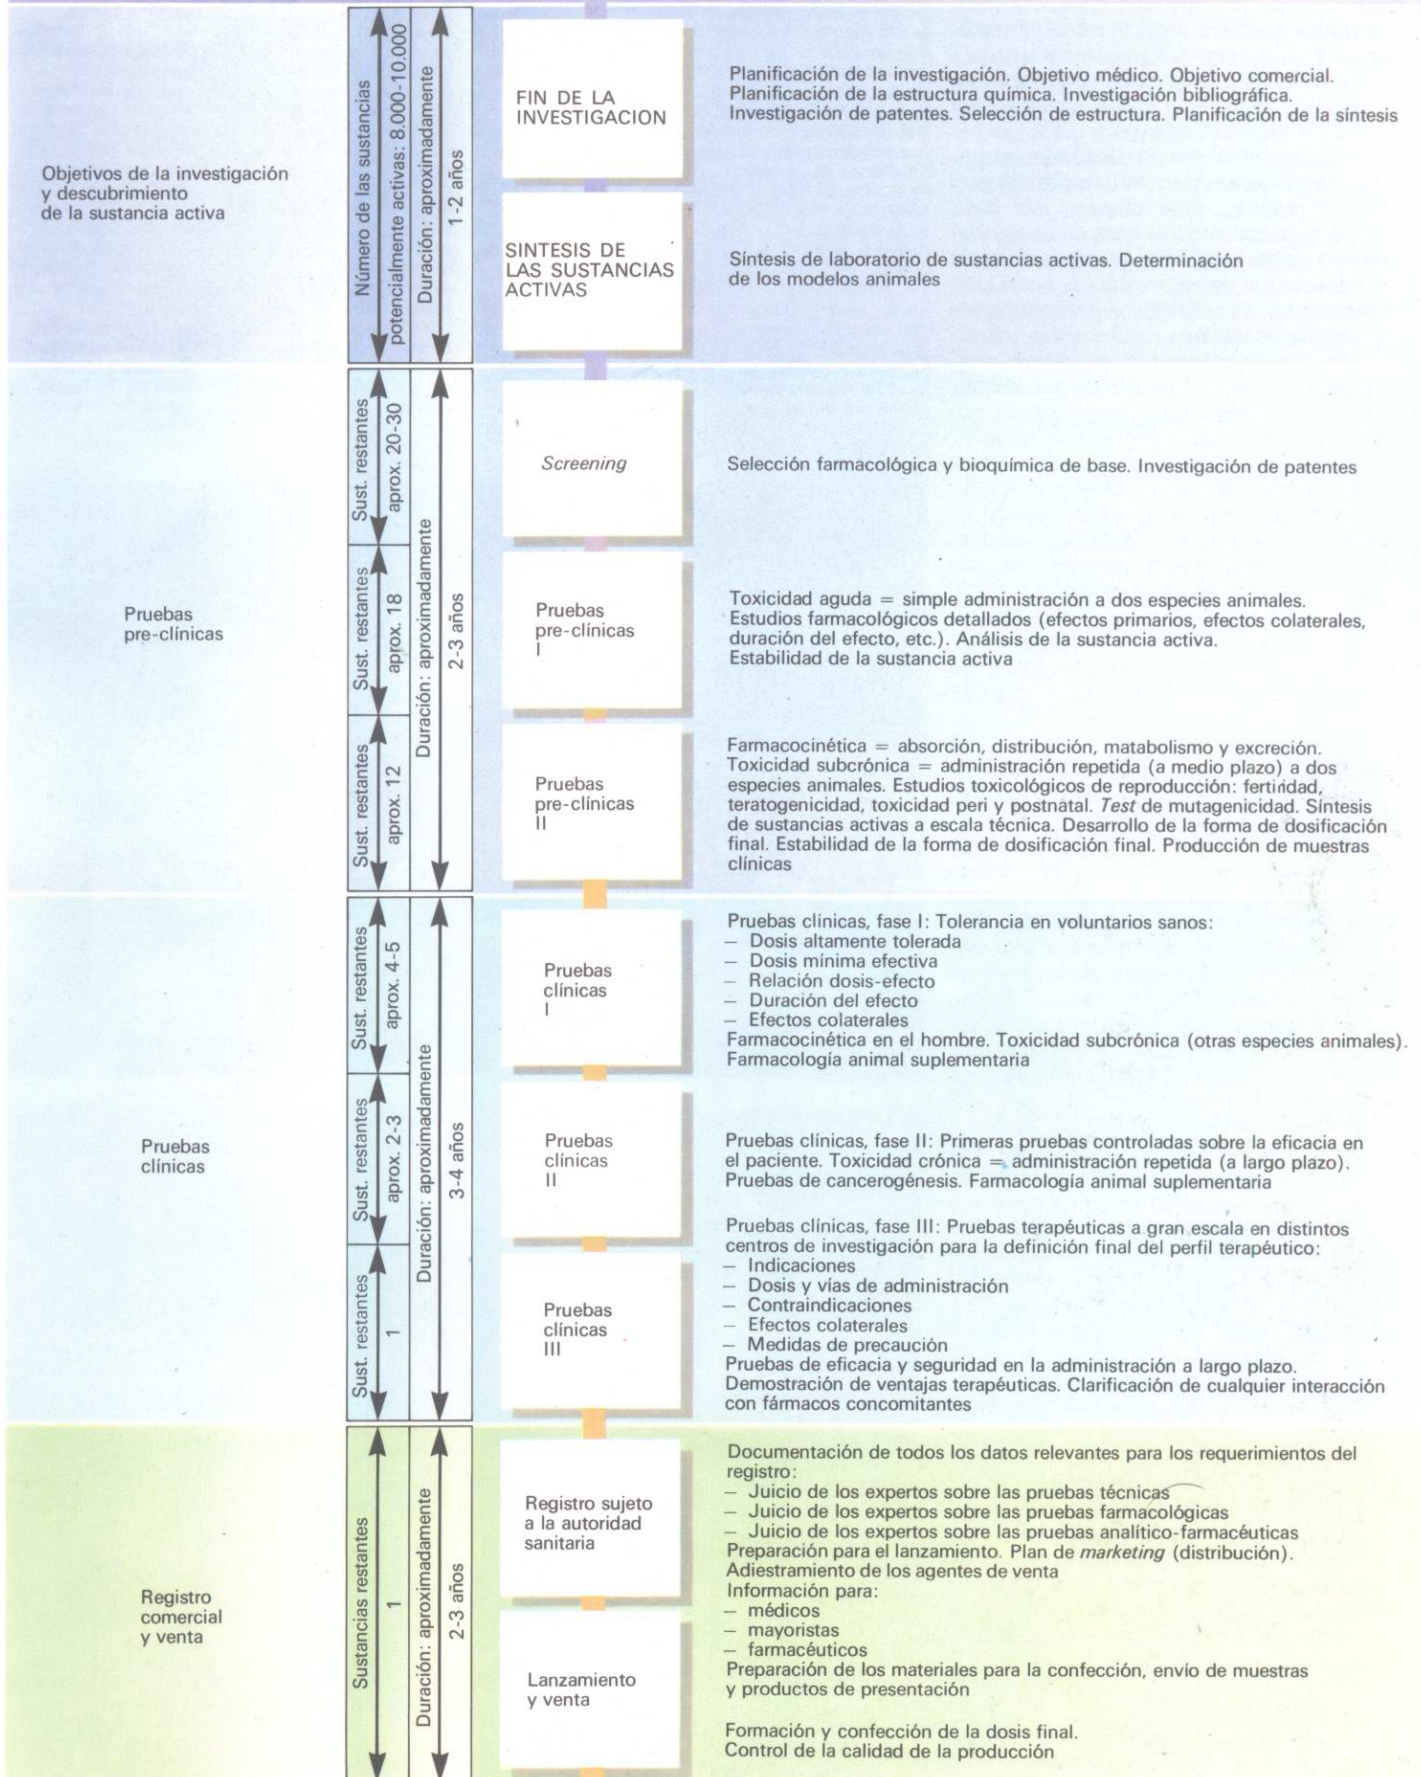 Objetivos de la investigación
y descubrimiento
de la sustancia activa
Número de las sustancias
potencialmente activas: 8.000-10.000
Duración: aproximadamente
1-2 años
FIN DE LA
INVESTIGACION
Planificación de la investigación. Objetivo médico. Objetivo comercial.
Planificación de la estructura química. Investigación bibliográfica.
Investigación de patentes. Selección de estructura. Planificación de la síntesis
SINTESIS DE
LAS SUSTANCIAS
ACTIVAS
Síntesis de laboratorio de sustancias activas. Determinación
de los modelos animales
Pruebas
pre-clínicas
Duración: aproximadamente
2-3 años
Sust. restantes
aprox. 20-30
Screening
Selección farmacológica y bioquímica de base. Investigación de patentes
Sust. restantes
aprox. 18
Pruebas
pre-clínicas
I
Toxicidad aguda = simple administración a dos especies animales.
Estudios farmacológicos detallados (efectos primarios, efectos colaterales,
duración del efecto, etc.). Análisis de la sustancia activa.
Estabilidad de la sustancia activa
Sust. restantes
aprox. 12
Pruebas
pre-clínicas
II
Farmacocinética = absorción, distribución, matabolismo y excreción.
Toxicidad subcrónica = administración repetida (a medio plazo) a dos
especies animales. Estudios toxicológicos de reproducción: fertiridad,
teratogenicidad, toxicidad peri y postnatal. Test de mutagenicidad. Síntesis
de sustancias activas a escala técnica. Desarrollo de la forma de dosificación
final. Estabilidad de la forma de dosificación final. Producción de muestras
clínicas
Pruebas
clínicas
Duración: aproximadamente
3-4 años
Sust. restantes
aprox. 4-5
Pruebas
clínicas
I
Pruebas clínicas, fase I: Tolerancia en voluntarios sanos:
— Dosis altamente tolerada
— Dosis mínima efectiva
— Relación dosis-efecto
— Duración del efecto
— Efectos colaterales
Farmacocinética en el hombre. Toxicidad subcrónica (otras especies animales).
Farmacología animal suplementaria
Sust. restantes
aprox. 2-3
Pruebas
clínicas
II
Pruebas clínicas, fase II: Primeras pruebas controladas sobre la eficacia en
el paciente. Toxicidad crónica = administración repetida (a largo plazo).
Pruebas de cancerogénesis. Farmacología animal suplementaria
Sust. restantes
1
Pruebas
clínicas
III
Pruebas clínicas, fase III: Pruebas terapéuticas a gran escala en distintos
centros de investigación para la definición final del perfil terapéutico:
— Indicaciones
— Dosis y vías de administración
— Contraindicaciones
— Efectos colaterales
— Medidas de precaución
Pruebas de eficacia y seguridad en la administración a largo plazo.
Demostración de ventajas terapéuticas. Clarificación de cualquier interacción
con fármacos concomitantes
Registro
comercial
y venta
Sustancias restantes
1
Duración: aproximadamente
2-3 años
Registro sujeto
a la autoridad
sanitaria
Documentación de todos los datos relevantes para los requerimientos del
registro:
— Juicio de los expertos sobre las pruebas técnicas
— Juicio de los expertos sobre las pruebas farmacológicas
— Juicio de los expertos sobre las pruebas analítico-farmacéuticas
Preparación para el lanzamiento. Plan de marketing (distribución).
Adiestramiento de los agentes de venta
Información para:
— médicos
— mayoristas
— farmacéuticos
Preparación de los materiales para la confección, envío de muestras
y productos de presentación
Lanzamiento
y venta
Formación y confección de la dosis final.
Control de la calidad de la producción